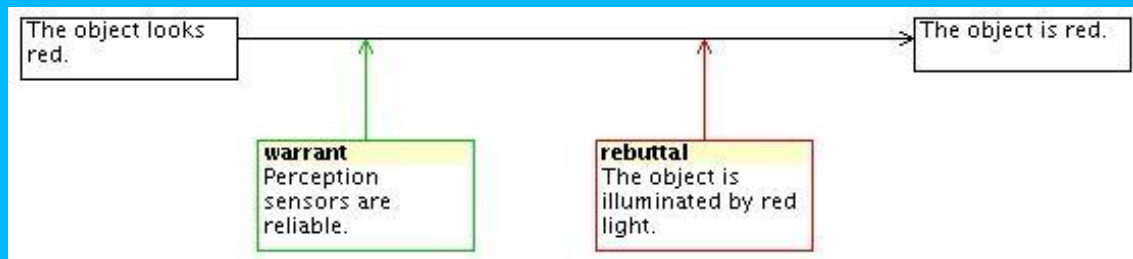 The object looks
red.
The object is red.
warrant
Perception
sensors are
reliable.
rebuttal
The object is
illuminated by red
light.